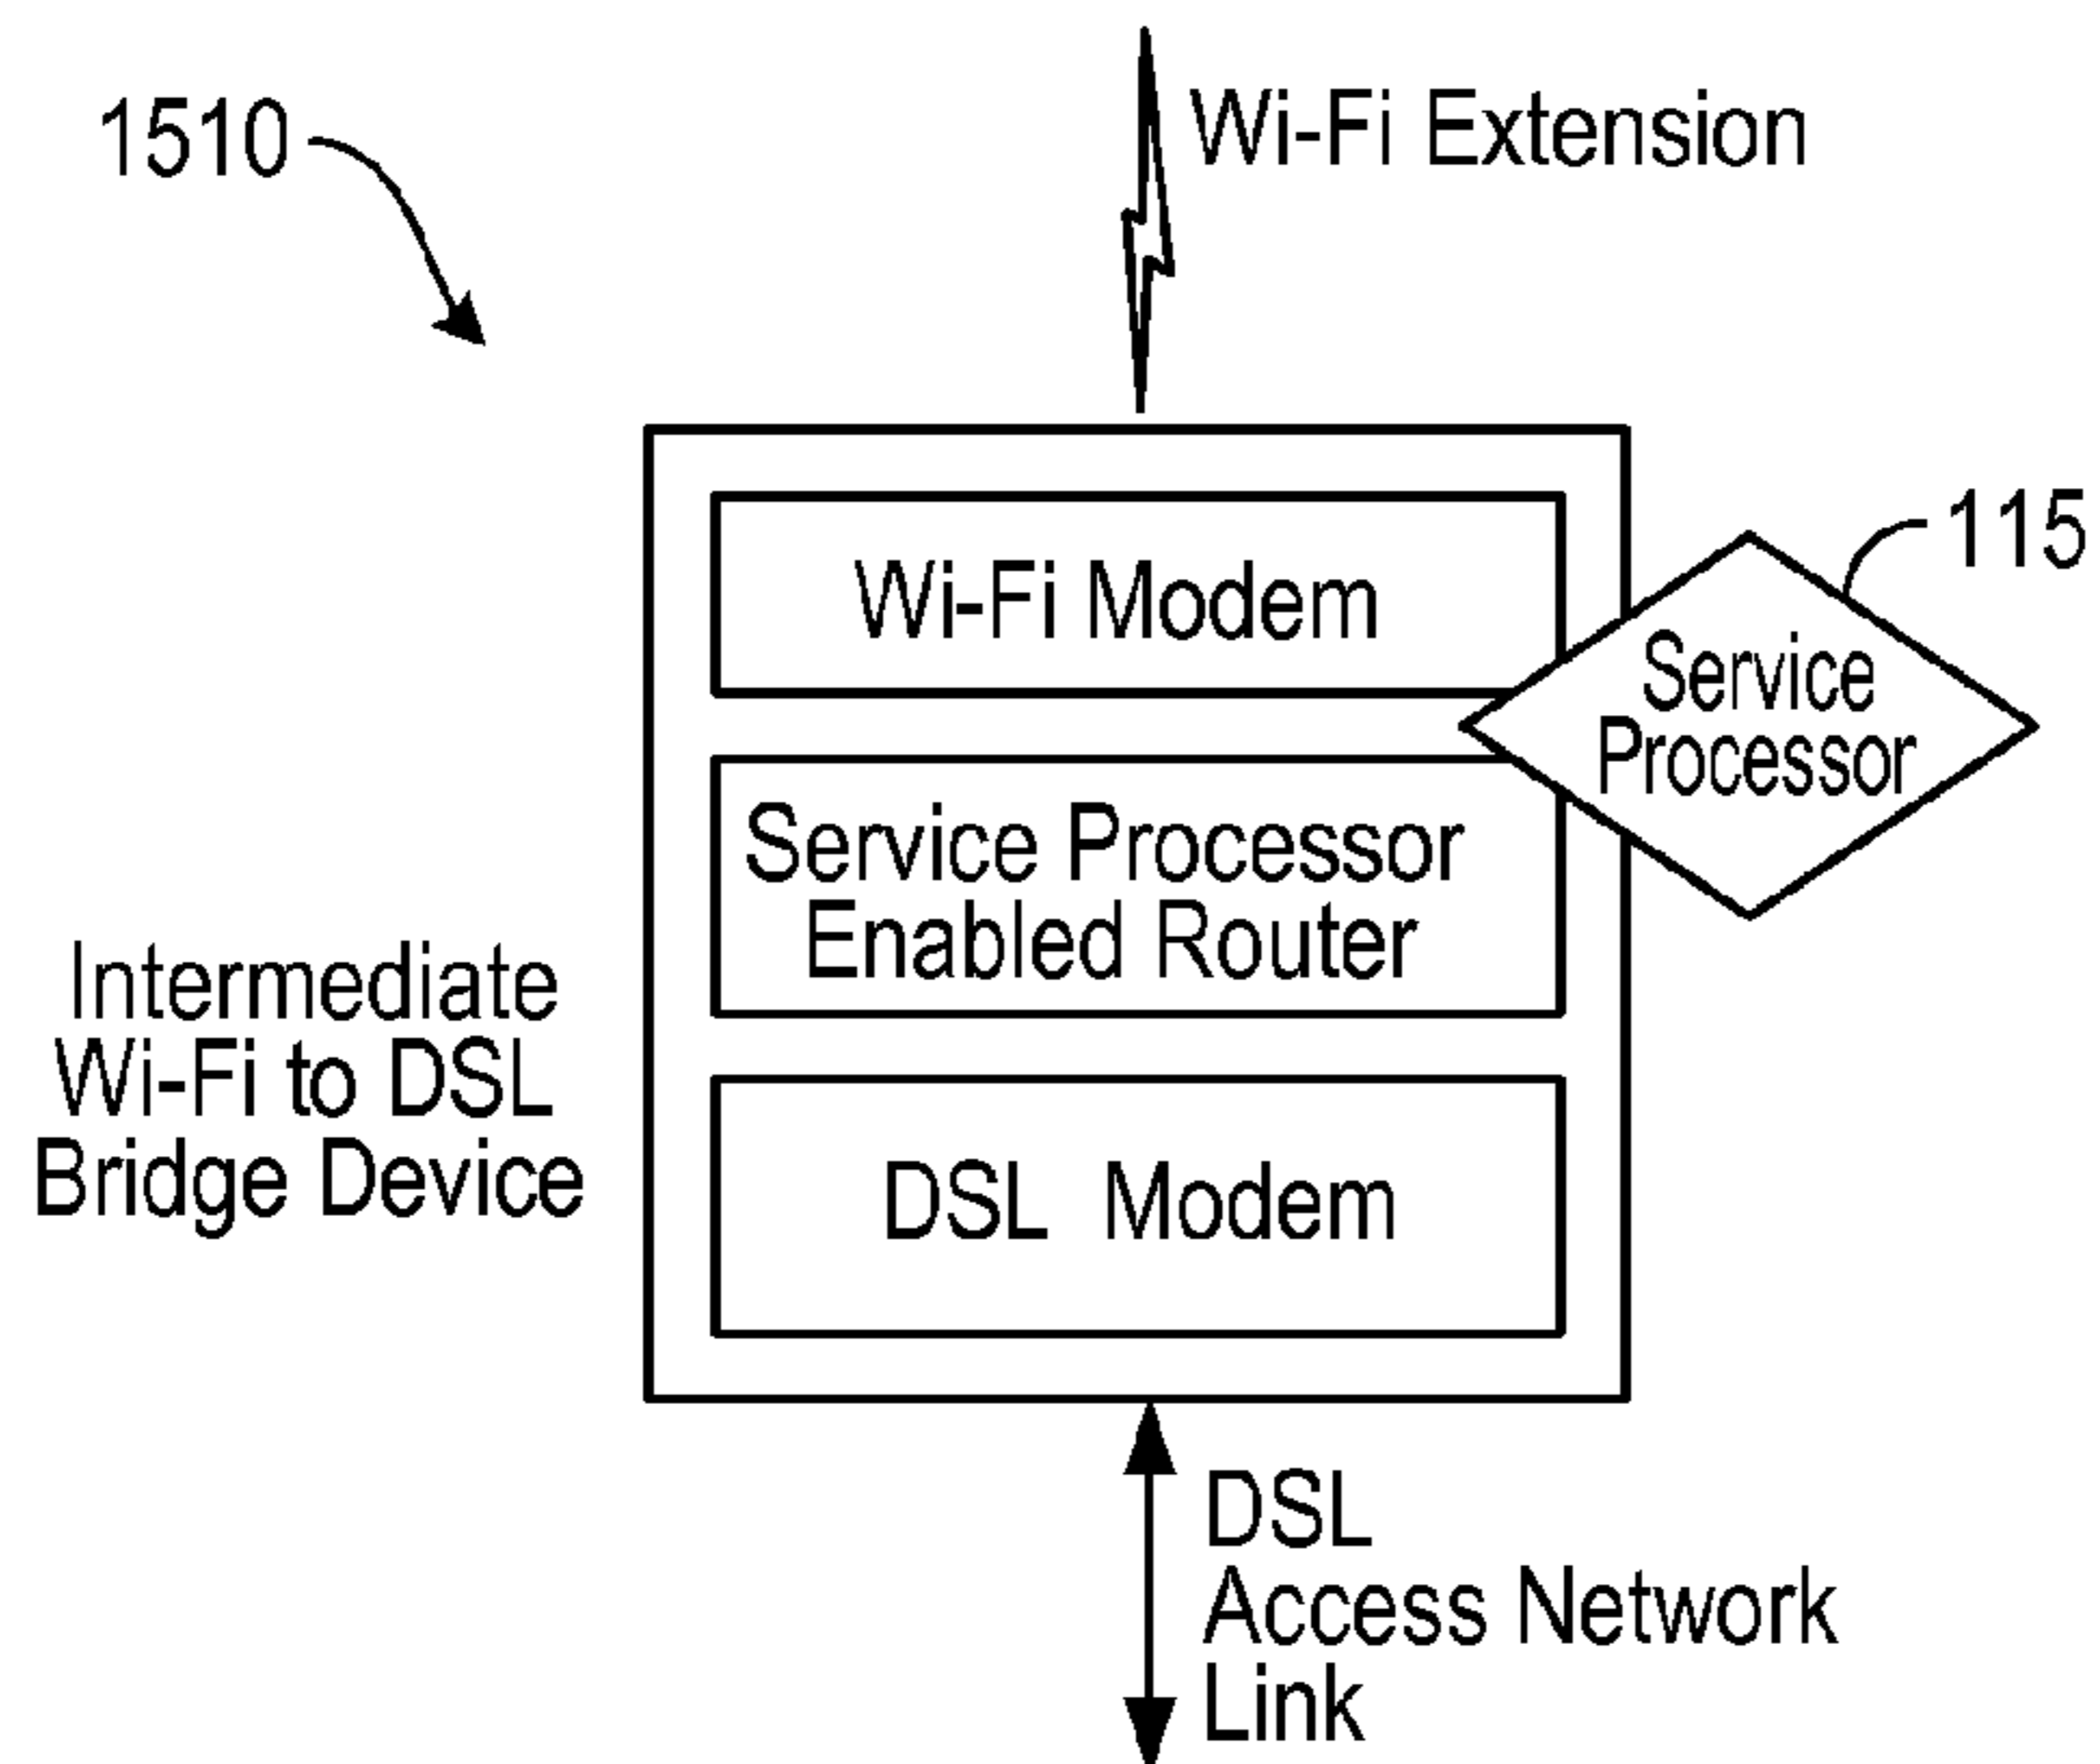 1510
Wi-Fi Extension
115
Wi-Fi Modem
Service
Processor
Service Processor
Enabled Router
Intermediate
Wi-Fi to DSL
Bridge Device
DSL Modem
DSL
Access Network
Link